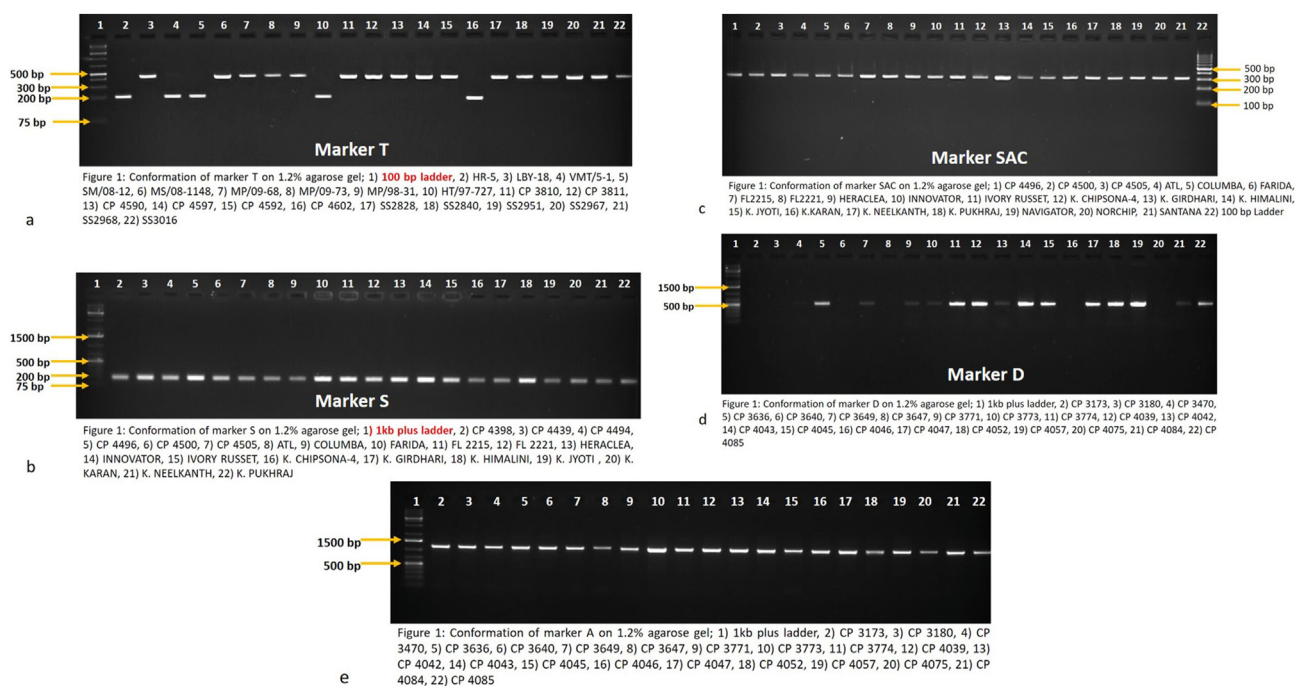 1 2 3 4 5 6 7 8 9 10 11 12 13 14 15 16 17 18 19 20 21 22
500 bp
300 bp
200 bp
75 bp
Marker T
Figure 1: Conformation of marker T on 1.2% agarose gel; 1) 100 bp ladder, 2) HR-5, 3) LBY-18, 4) VMT/5-1, 5)
SM/08-12, 6) MS/08-1148, 7) MP/09-68, 8) MP/09-73, 9) MP/98-31, 10) HT/97-727, 11) CP 3810, 12) CP 3811,
13) CP 4590, 14) CP 4597, 15) CP 4592, 16) CP 4602, 17) SS2828, 18) SS2840, 19) SS2951, 20) SS2967, 21)
SS2968, 22) SS3016
a
1 2 3 4 5 6 7 8 9 10 11 12 13 14 15 16 17 18 19 20 21 22
1500 bp
500 bp
200 bp
75 bp
Marker S
Figure 1: Conformation of marker S on 1.2% agarose gel; 1) 1kb plus ladder, 2) CP 4398, 3) CP 4439, 4) CP 4494,
5) CP 4496, 6) CP 4500, 7) CP 4505, 8) ATL, 9) COLUMBA, 10) FARIDA, 11) FL 2215, 12) FL 2221, 13) HERACLEA,
14) INNOVATOR, 15) IVORY RUSSET, 16) K. CHIPSONA-4, 17) K. GIRDHARI, 18) K. HIMALINI, 19) K. JYOTI , 20) K.
KARAN, 21) K. NEELKANTH, 22) K. PUKHRAJ
b
1 2 3 4 5 6 7 8 9 10 11 12 13 14 15 16 17 18 19 20 21 22
500 bp
300 bp
200 bp
100 bp
Marker SAC
Figure 1: Conformation of marker SAC on 1.2% agarose gel; 1) CP 4496, 2) CP 4500, 3) CP 4505, 4) ATL, 5) COLUMBA, 6) FARIDA,
7) FL2215, 8) FL2221, 9) HERACLEA, 10) INNOVATOR, 11) IVORY RUSSET, 12) K. CHIPSONA-4, 13) K. GIRDHARI, 14) K. HIMALINI,
15) K. JYOTI, 16) K.KARAN, 17) K. NEELKANTH, 18) K. PUKHRAJ, 19) NAVIGATOR, 20) NORCHIP, 21) SANTANA 22) 100 bp Ladder
c
1 2 3 4 5 6 7 8 9 10 11 12 13 14 15 16 17 18 19 20 21 22
1500 bp
500 bp
Marker D
Figure 1: Conformation of marker D on 1.2% agarose gel; 1) 1kb plus ladder, 2) CP 3173, 3) CP 3180, 4) CP 3470,
5) CP 3636, 6) CP 3640, 7) CP 3649, 8) CP 3647, 9) CP 3771, 10) CP 3773, 11) CP 3774, 12) CP 4039, 13) CP 4042,
14) CP 4043, 15) CP 4045, 16) CP 4046, 17) CP 4047, 18) CP 4052, 19) CP 4057, 20) CP 4075, 21) CP 4084, 22) CP
4085
d
1 2 3 4 5 6 7 8 9 10 11 12 13 14 15 16 17 18 19 20 21 22
1500 bp
500 bp
Figure 1: Conformation of marker A on 1.2% agarose gel; 1) 1kb plus ladder, 2) CP 3173, 3) CP 3180, 4) CP
3470, 5) CP 3636, 6) CP 3640, 7) CP 3649, 8) CP 3647, 9) CP 3771, 10) CP 3773, 11) CP 3774, 12) CP 4039, 13)
CP 4042, 14) CP 4043, 15) CP 4045, 16) CP 4046, 17) CP 4047, 18) CP 4052, 19) CP 4057, 20) CP 4075, 21) CP
4084, 22) CP 4085
e